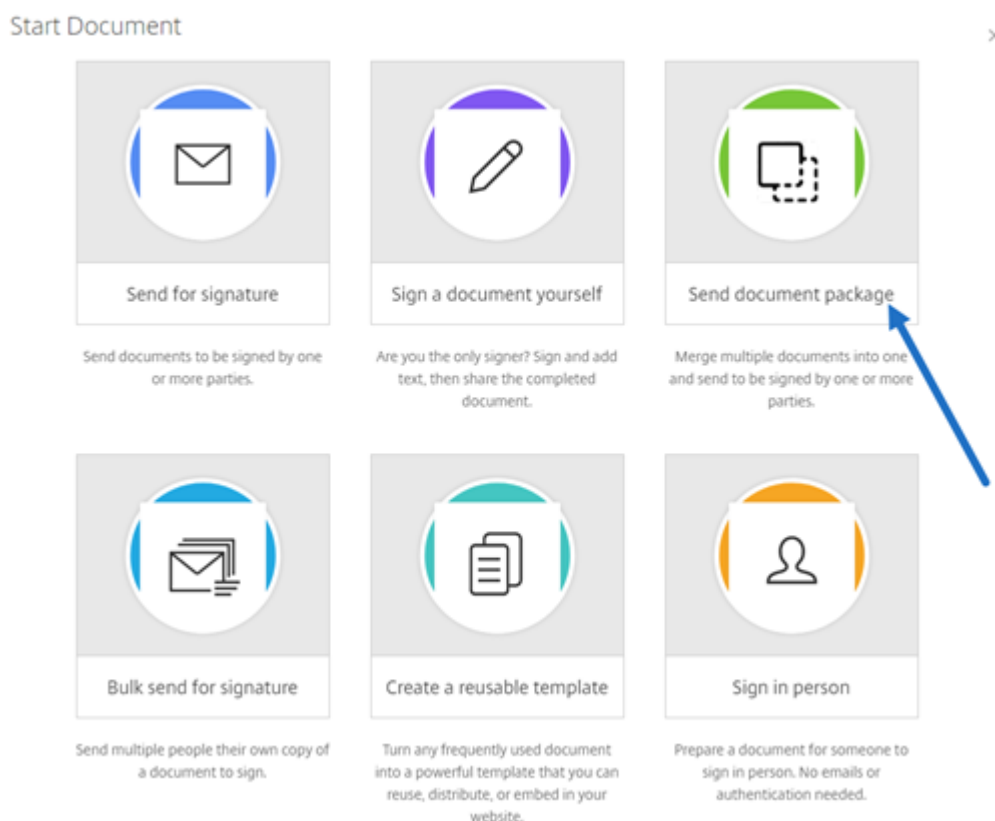 Start Document
Send for signature
Sign a document yourself
Send document package
Send documents to be signed by one
or more parties.
Are you the only signer? Sign and add
text, then share the completed
document.
Merge multiple documents into one
and send to be signed by one or more
parties.
Bulk send for signature
Create a reusable template
Sign in person
Send multiple people their own copy of
a document to sign.
Turn any frequently used document
into a powerful template that you can
reuse, distribute, or embed in your
website.
Prepare a document for someone to
sign in person. No emails or
authentication needed.